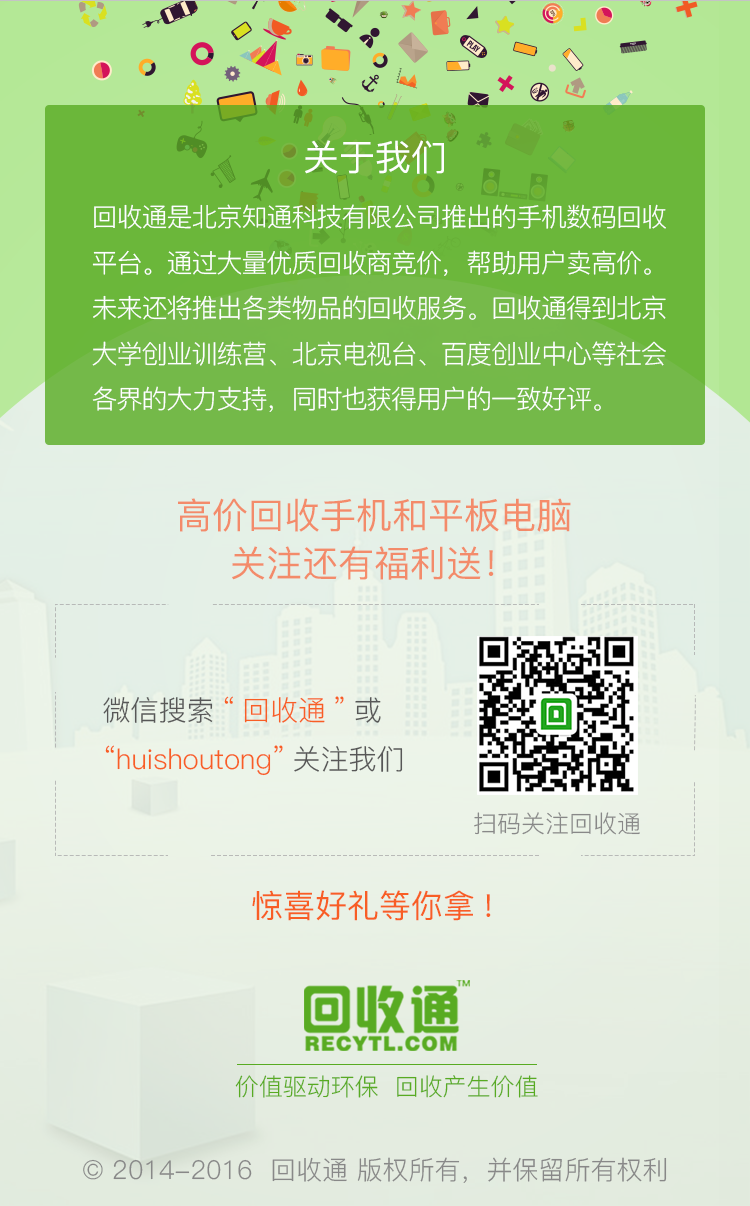 PLAY
关于我们
回收通是北京知通科技有限公司推出的手机数码回收
平台。通过大量优质回收商竞价，帮助用户卖高价。
未来还将推出各类物品的回收服务。回收通得到北京
大学创业训练营、北京电视台、百度创业中心等社会
各界的大力支持，同时也获得用户的一致好评。
高价回收手机和平板电脑
关注还有福利送！
微信搜索“ 回收通 ” 或
“huishoutong” 关注我们
扫码关注回收通
惊喜好礼等你拿！
回收通™
RECYTL.COM
价值驱动环保 回收产生价值
© 2014-2016 回收通 版权所有，并保留所有权利